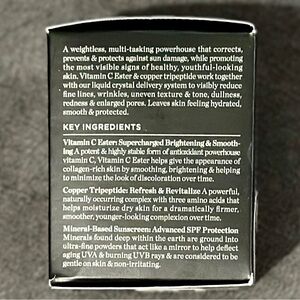 A weightless, multi-tasking powerhouse that corrects,
prevents & protects against sun damage, while promoting
the most visible signs of healthy, youthful-looking
skin. Vitamin C Ester & copper tripeptide work together
with our liquid crystal delivery system to visibly reduce
fine lines, wrinkles, uneven texture & tone, dullness,
redness & enlarged pores. Leaves skin feeling hydrated,
smooth & protected.
KEY INGREDIENTS
Vitamin C Ester: Supercharged Brightening & Smooth-
ing A potent & highly stable form of antioxidant powerhouse
vitamin C, Vitamin C Ester helps give the appearance of
collagen-rich skin by smoothing, brightening & helping
to minimize the look of discoloration over time.
Copper Tripeptide: Refresh & Revitalize A powerful,
naturally occurring complex with three amino acids that
helps moisturize dry skin for a dramatically firmer,
smoother, younger-looking complexion over time.
Mineral-Based Sunscreen: Advanced SPF Protection
Minerals found deep within the earth are ground into
ultra-fine powders that act like a mirror to help deflect
aging UVA & burning UVB rays & are considered to be
gentle on skin & non-irritating.